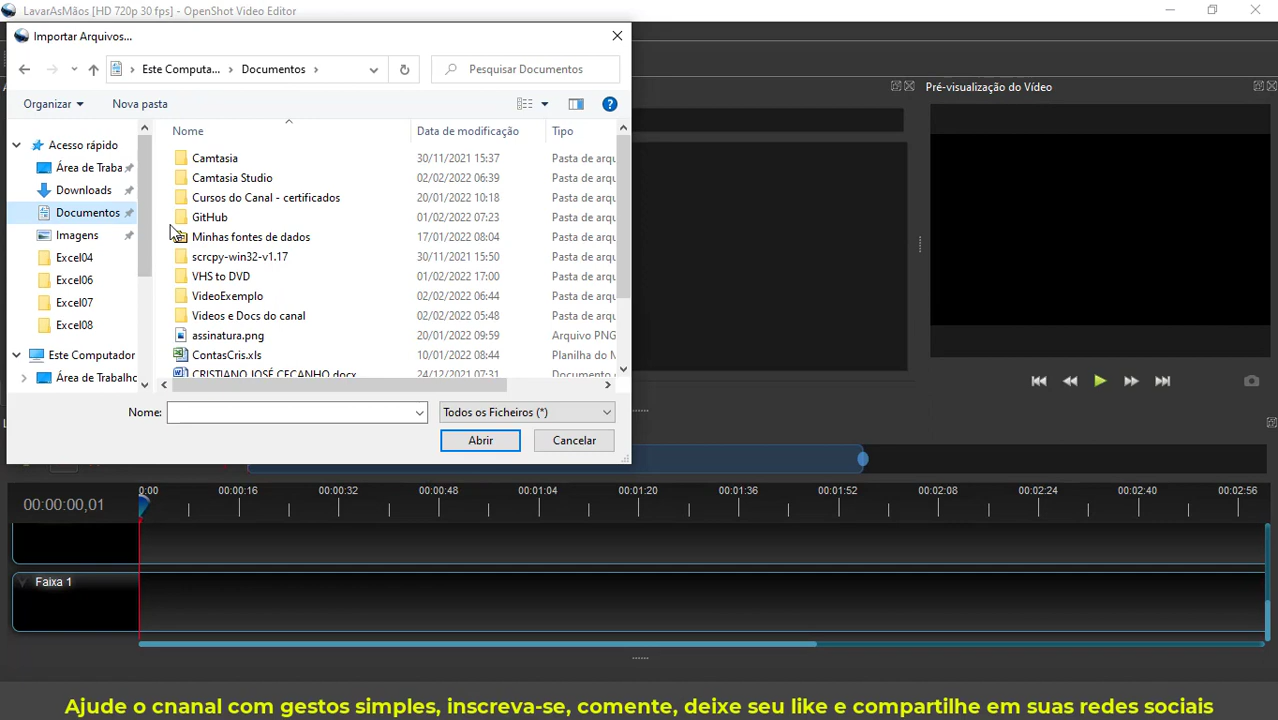 LavarAsMãos [HD 720p 30 fps] - OpenShot Video Editor
Importar Arquivos...
Este Computa... > Documentos >
Pesquisar Documentos
Pré-visualização do Vídeo
Organizar
Nova pasta
Nome Data de modificação Tipo
Acesso rápido
Área de Traba
Downloads
Documentos
Imagens
Excel04
Excel06
Excel07
Excel08
Este Computador
Área de Trabalho
Camtasia 30/11/2021 15:37 Pasta de arqu
Camtasia Studio 02/02/2022 06:39 Pasta de arqu
Cursos do Canal - certificados 20/01/2022 10:18 Pasta de arqu
GitHub 01/02/2022 07:23 Pasta de arqu
Minhas fontes de dados 17/01/2022 08:04 Pasta de arqu
scrcpy-win32-v1.17 30/11/2021 15:50 Pasta de arqu
VHS to DVD 01/02/2022 17:00 Pasta de arqu
VideoExemplo 02/02/2022 06:44 Pasta de arqu
Videos e Docs do canal 02/02/2022 05:48 Pasta de arqu
assinatura.png 20/01/2022 09:59 Arquivo PNG
ContasCris.xls 10/01/2022 08:44 Planilha do M
CRISTIANO JOSÉ CECANHO.docx 24/12/2021 07:31 Documento
Nome:
Todos os Ficheiros (*)
Abrir
Cancelar
00:00:00,01
0:00 00:00:16 00:00:32 00:00:48 00:01:04 00:01:20 00:01:36 00:01:52 00:02:08 00:02:24 00:02:40 00:02:56
Faixa 1
Ajude o cnanal com gestos simples, inscreva-se, comente, deixe seu like e compartilhe em suas redes sociais